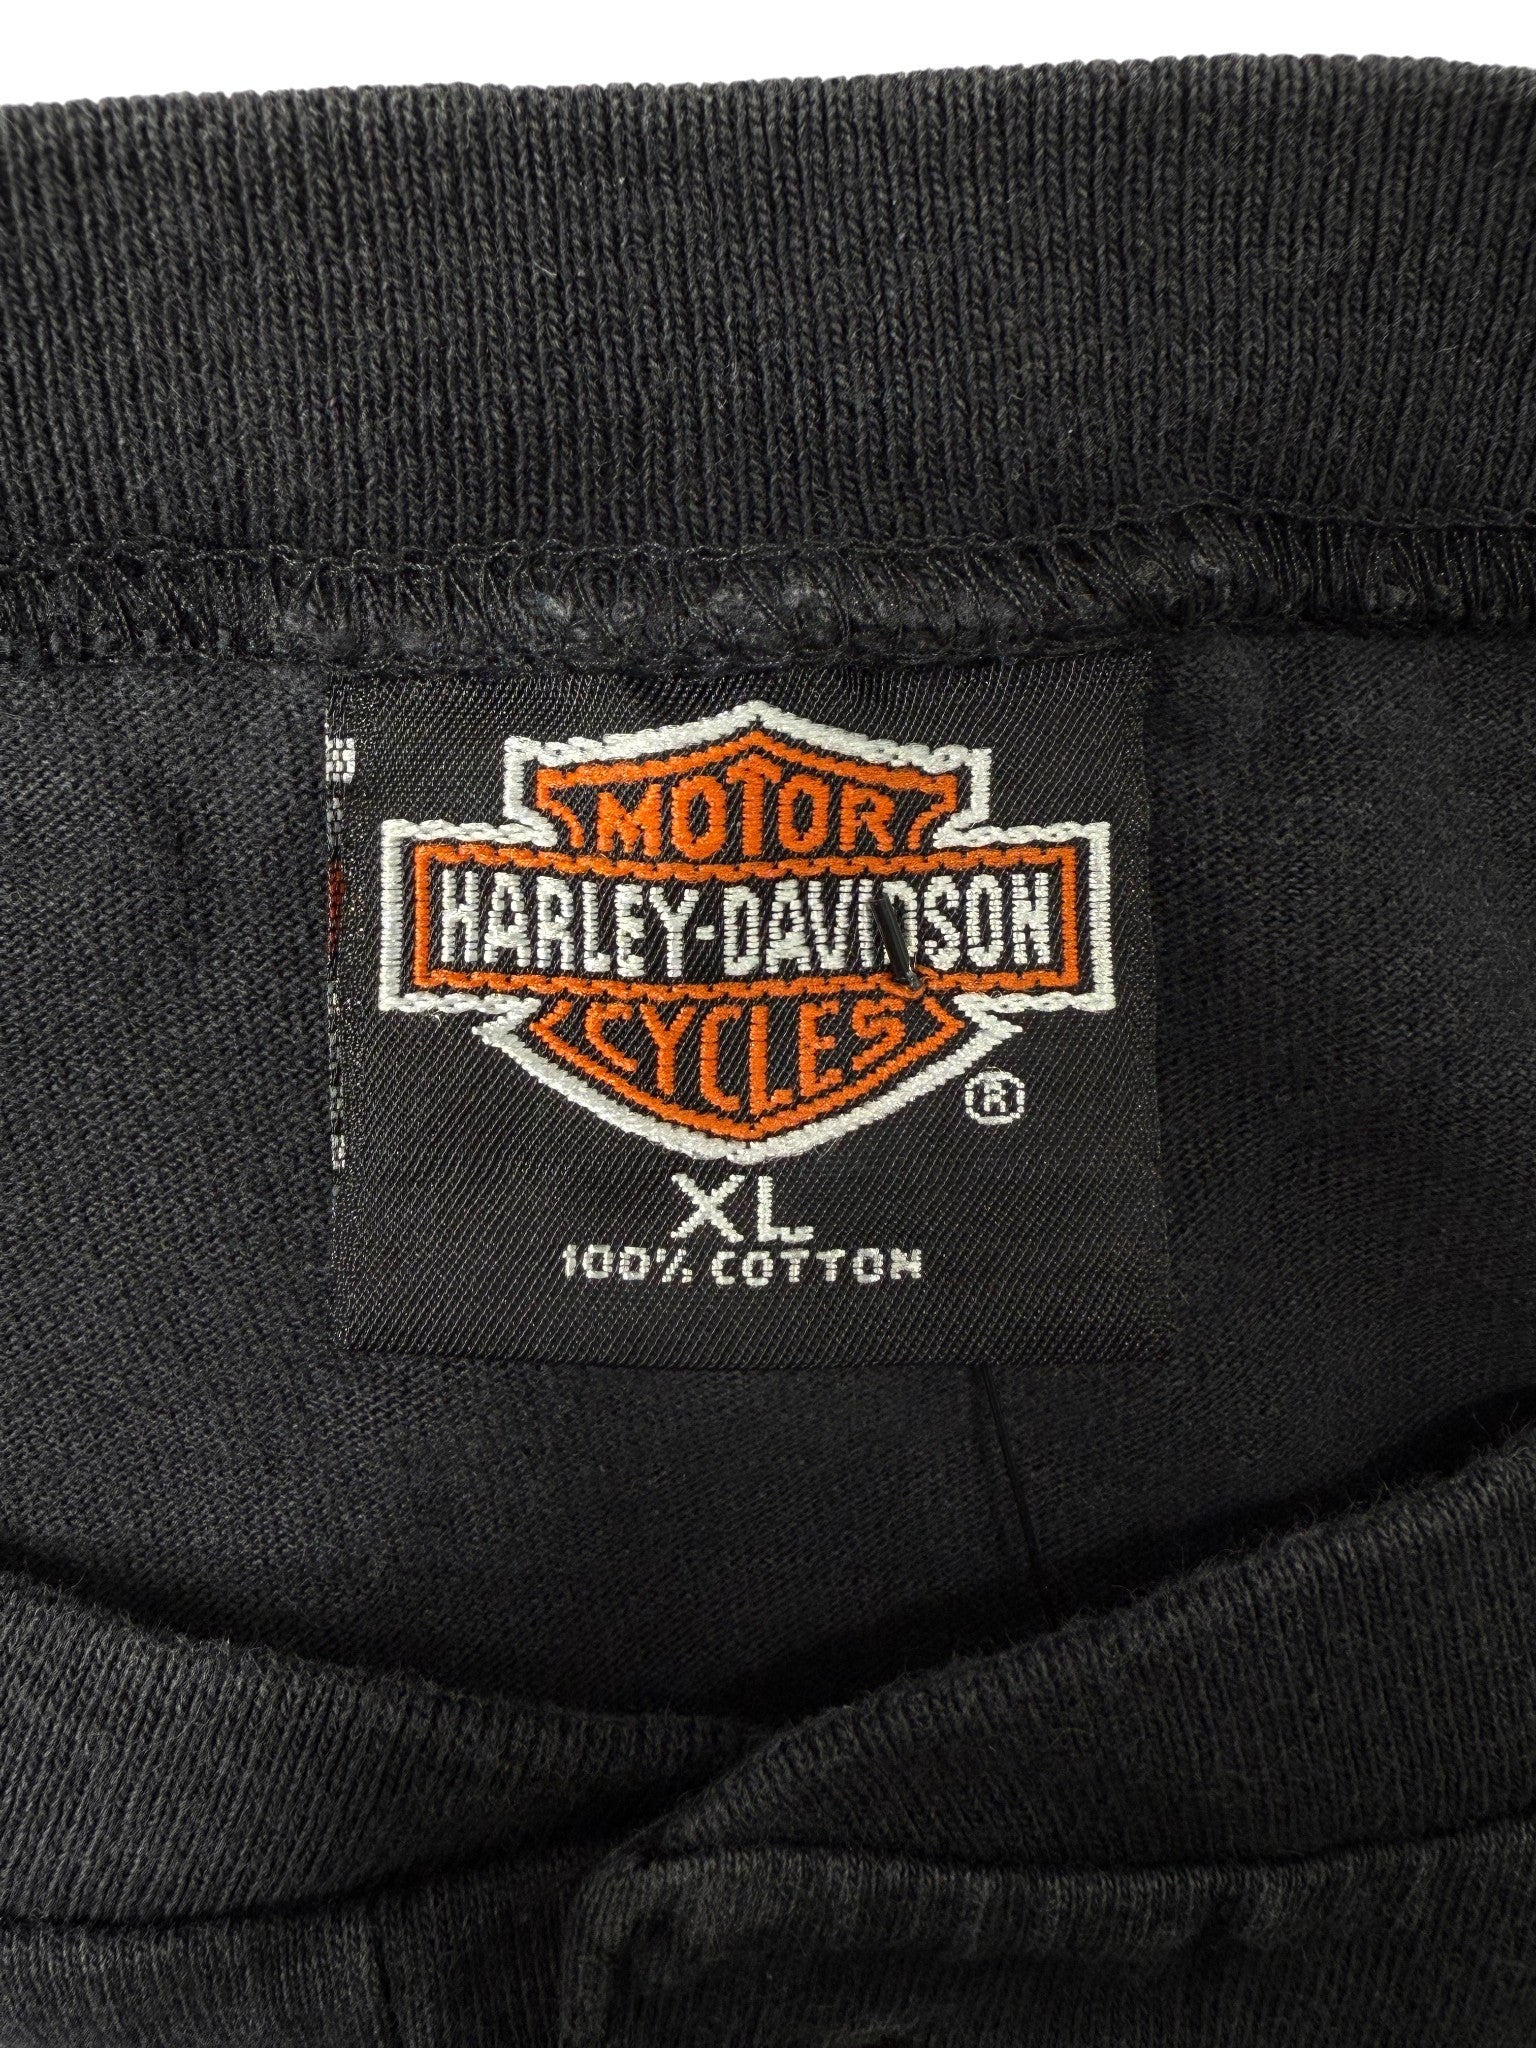 MOTOR
HARLEY-DAVIDSON
CYCLES
®
XL
100% COTTON